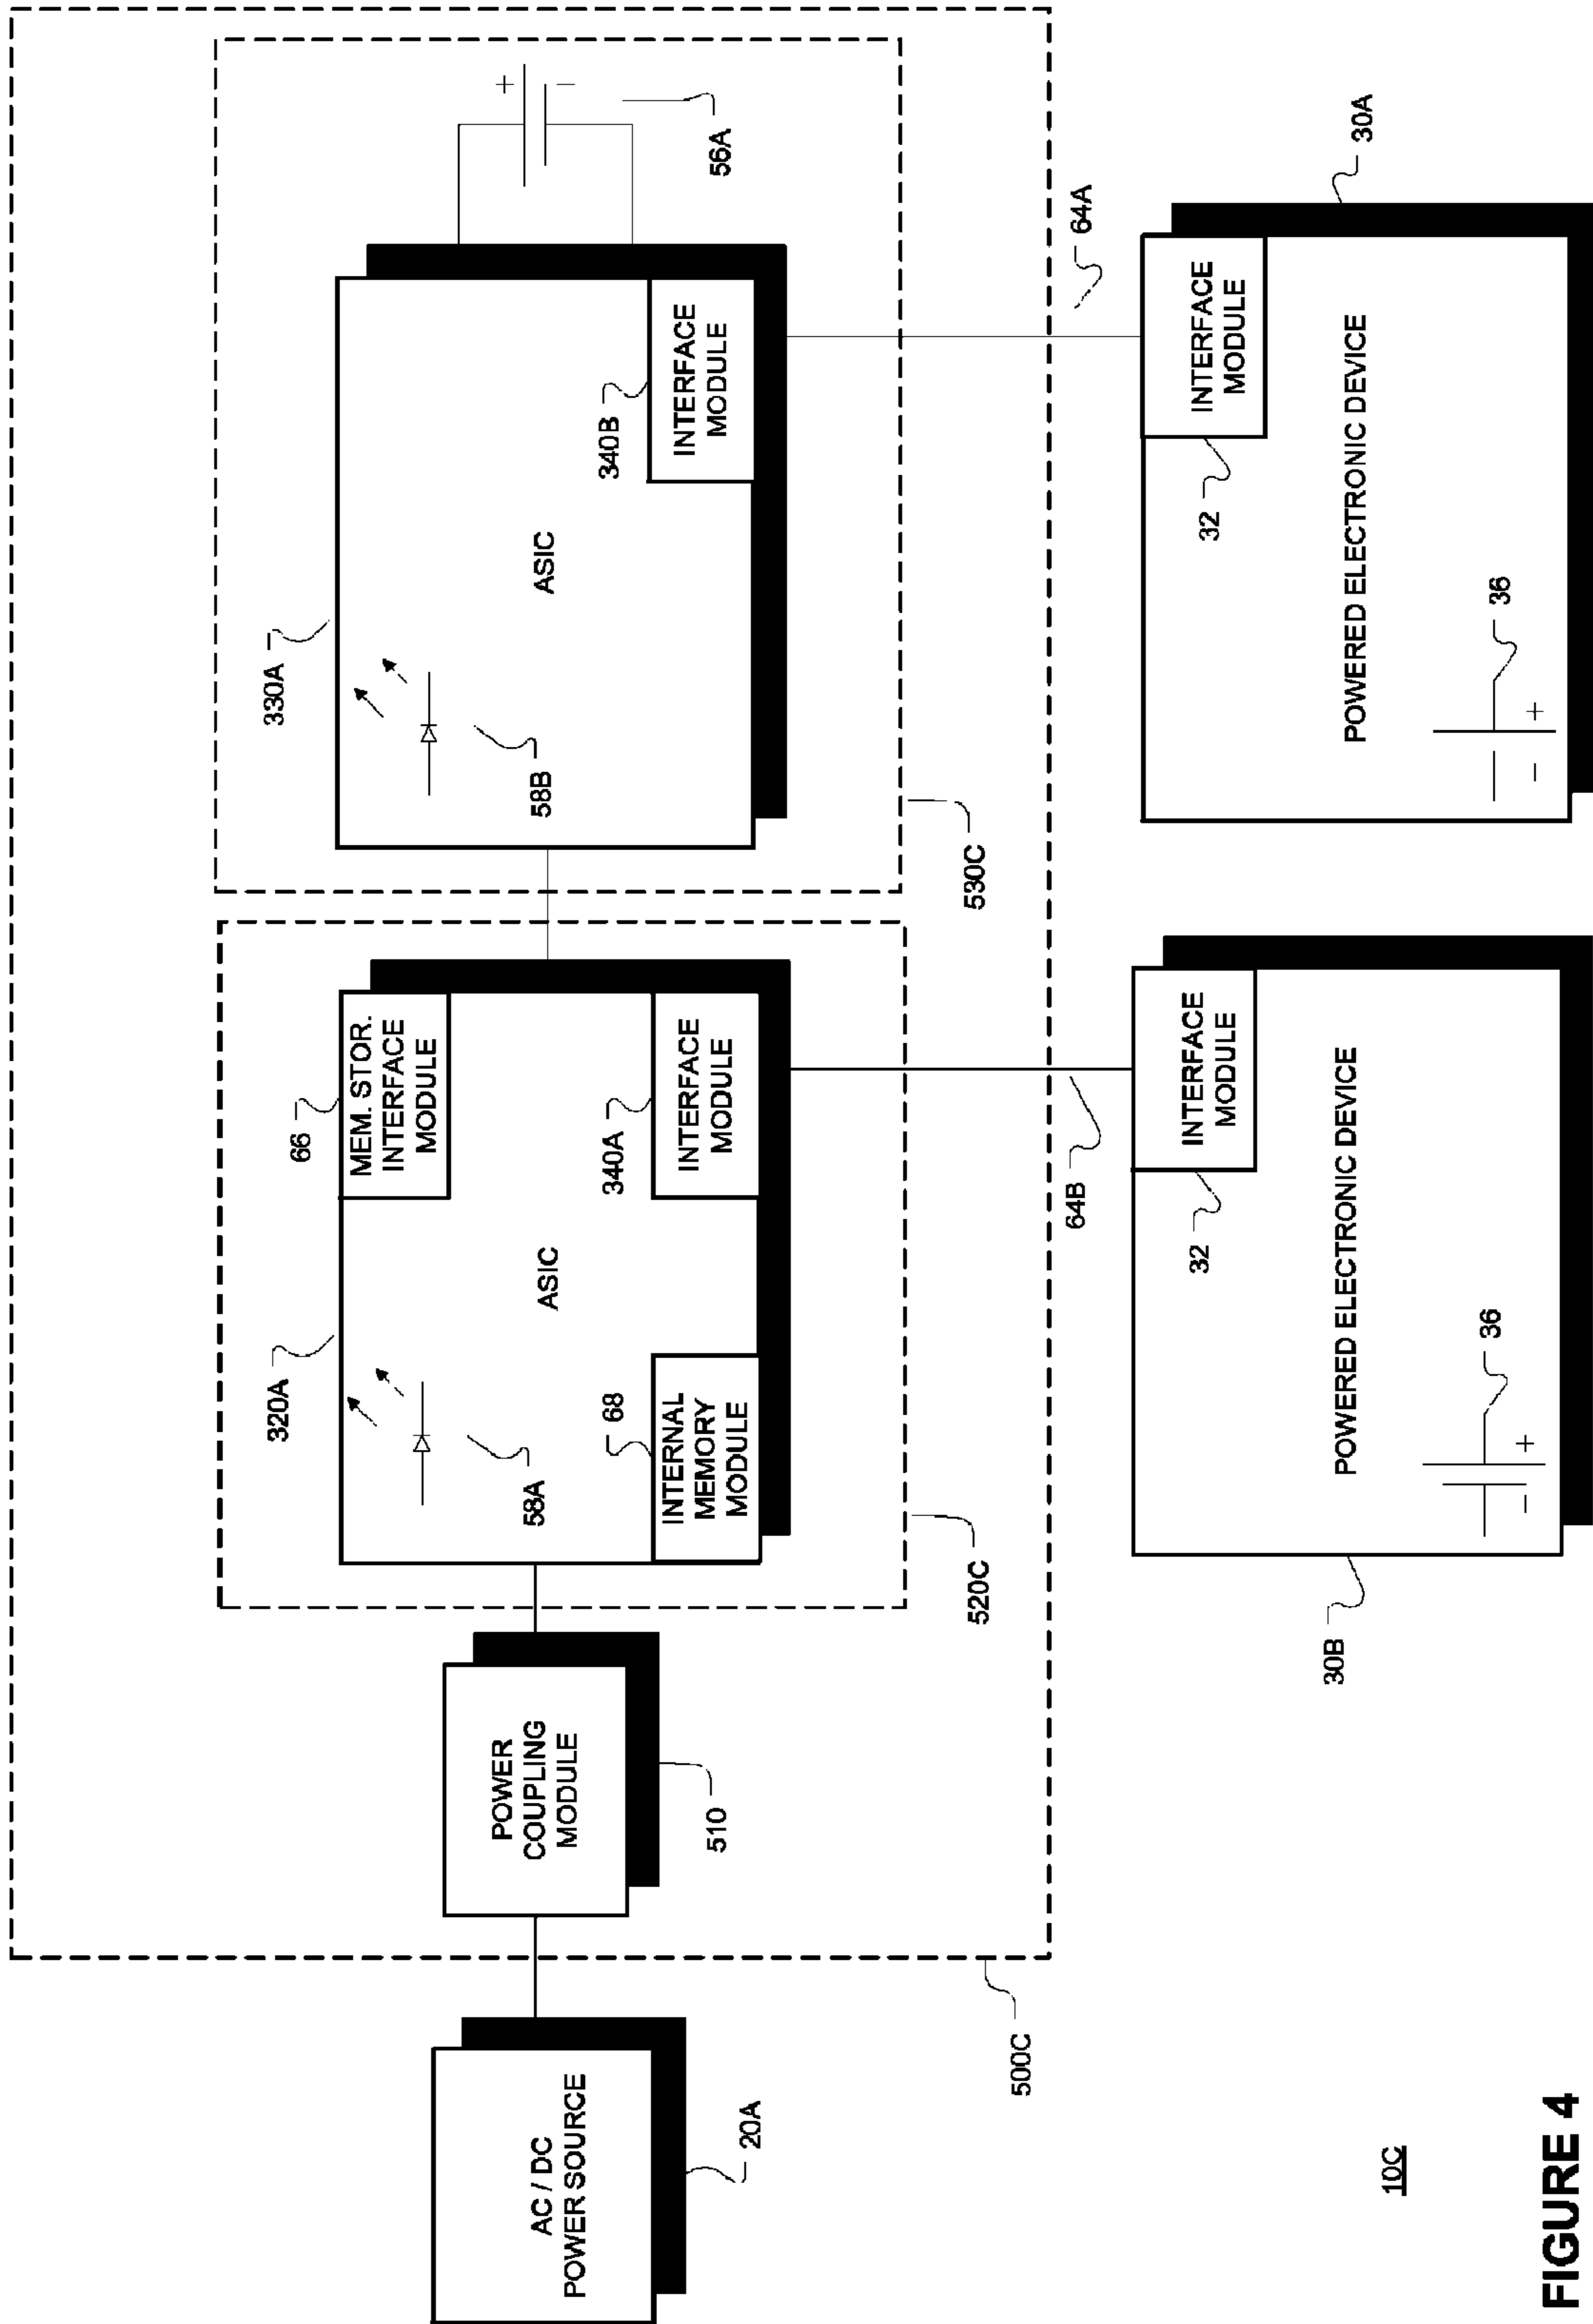 330A
56A
58B
ASIC
340B
INTERFACE
MODULE
530C
64A
30A
INTERFACE
MODULE
32
POWERED ELECTRONIC DEVICE
36
+
-
+
-
66
MEM. STOR.
INTERFACE
MODULE
320A
58A
ASIC
340A
INTERFACE
MODULE
68
INTERNAL
MEMORY
MODULE
520C
64B
INTERFACE
MODULE
32
POWERED ELECTRONIC DEVICE
36
+
-
30B
POWER
COUPLING
MODULE
510
500C
AC / DC
POWER SOURCE
20A
10C
FIGURE 4